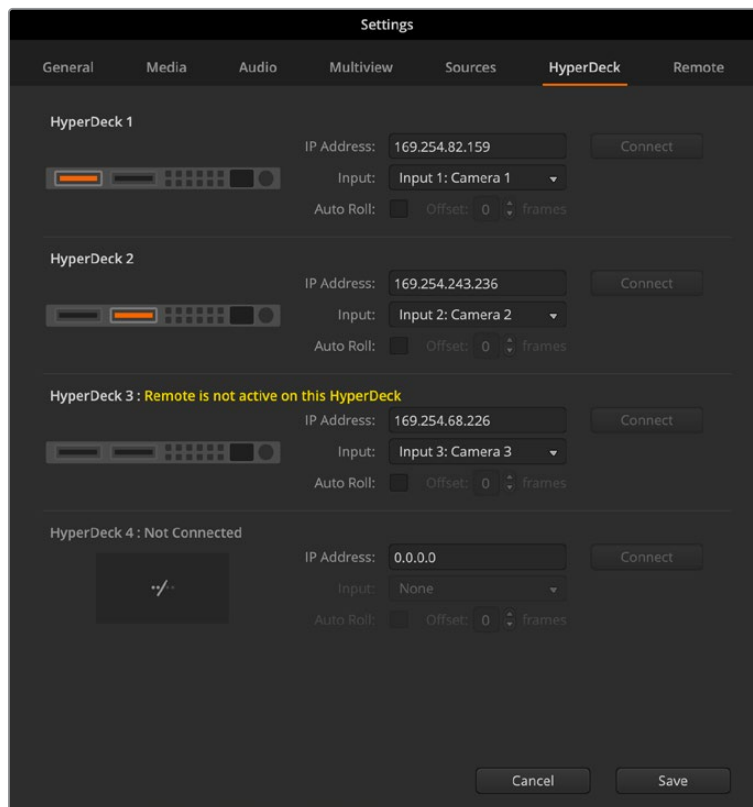 Settings
General Media Audio Multiview Sources HyperDeck Remote
HyperDeck 1
IP Address: 169.254.82.159 Connect
Input: Input 1: Camera 1
Auto Roll: Offset: 0 frames
HyperDeck 2
IP Address: 169.254.243.236 Connect
Input: Input 2: Camera 2
Auto Roll: Offset: 0 frames
HyperDeck 3 : Remote is not active on this HyperDeck
IP Address: 169.254.68.226 Connect
Input: Input 3: Camera 3
Auto Roll: Offset: 0 frames
HyperDeck 4 : Not Connected
IP Address: 0.0.0.0 Connect
Input: None
Auto Roll: Offset: 0 frames
Cancel Save